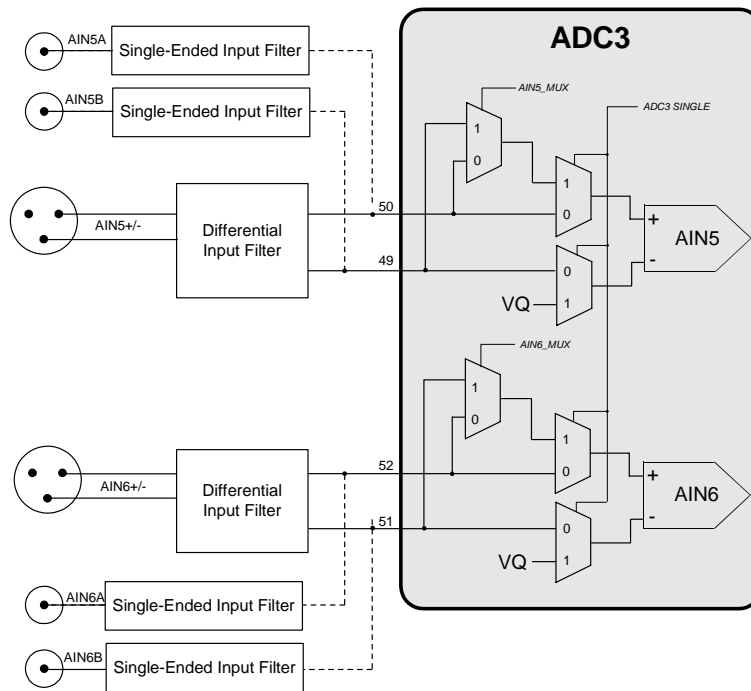 ADC3
AIN5A
Single-Ended Input Filter
AIN5B
Single-Ended Input Filter
AIN5_MUX
ADC3 SINGLE
1
0
1
0
50
AIN5+/-
Differential
Input Filter
49
+
-
AIN5
0
1
VQ
AIN6_MUX
1
0
1
0
52
AIN6+/-
Differential
Input Filter
51
+
-
AIN6
0
1
VQ
AIN6A
Single-Ended Input Filter
AIN6B
Single-Ended Input Filter